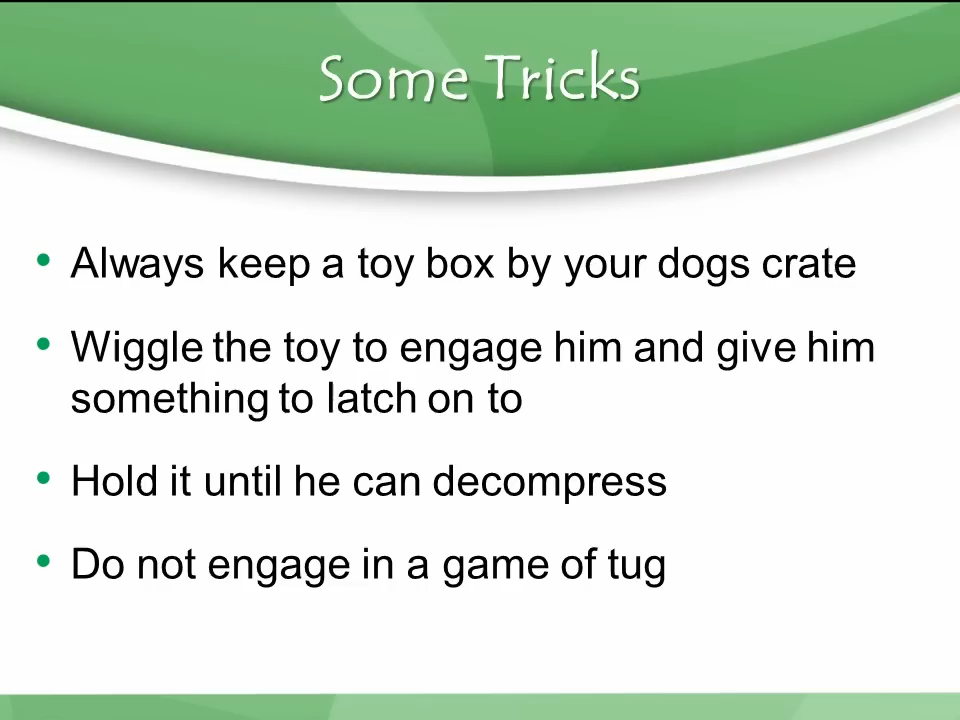 Some Tricks
• Always keep a toy box by your dogs crate
• Wiggle the toy to engage him and give him
something to latch on to
• Hold it until he can decompress
• Do not engage in a game of tug